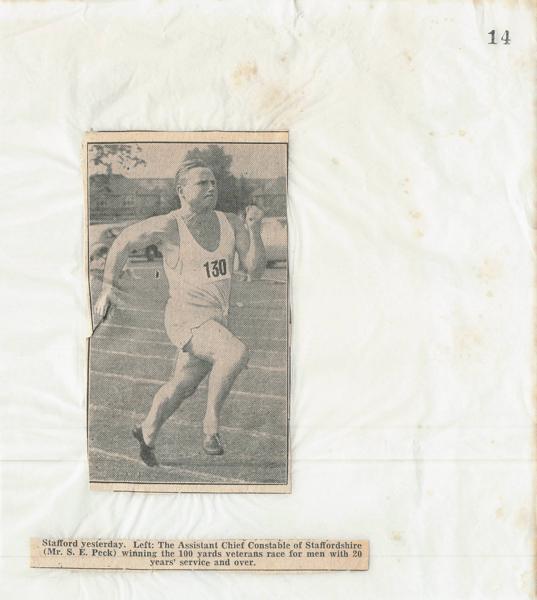 14
130
Stafford yesterday. Left: The Assistant Chief Constable of Staffordshire
(Mr. S. E. Peck) winning the 100 yards veterans race for men with 20
years' service and over.